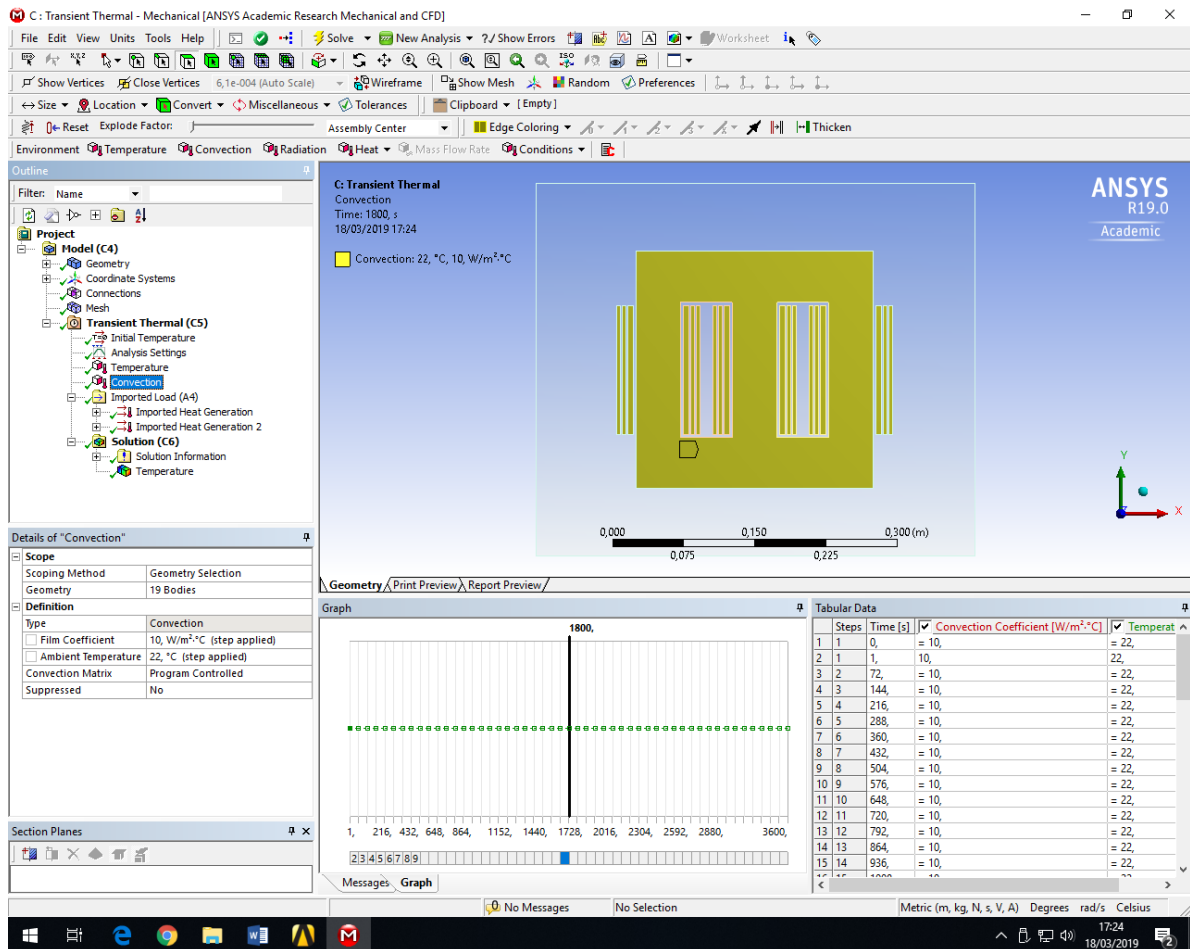 C : Transient Thermal - Mechanical [ANSYS Academic Research Mechanical and CFD]
File Edit View Units Tools Help Solve New Analysis ?/ Show Errors Worksheet
Show Vertices Close Vertices 6,1e-004 (Auto Scale) Wireframe Show Mesh Random Preferences
Size Location Convert Miscellaneous Tolerances Clipboard [Empty]
Reset Explode Factor: Assembly Center Edge Coloring Thicken
Environment Temperature Convection Radiation Heat Mass Flow Rate Conditions
Outline
Filter: Name
Project
Model (C4)
Geometry
Coordinate Systems
Connections
Mesh
Transient Thermal (C5)
Initial Temperature
Analysis Settings
Temperature
Convection
Imported Load (A4)
Imported Heat Generation
Imported Heat Generation 2
Solution (C6)
Solution Information
Temperature
C: Transient Thermal
Convection
Time: 1800, s
18/03/2019 17:24
Convection: 22, °C, 10, W/m²·°C
ANSYS
R19.0
Academic
Y
X
0,000 0,150 0,300 (m)
0,075 0,225
Geometry Print Preview Report Preview
Details of "Convection"
Scope
Scoping Method Geometry Selection
Geometry 19 Bodies
Definition
Type Convection
Film Coefficient 10, W/m²·°C (step applied)
Ambient Temperature 22, °C (step applied)
Convection Matrix Program Controlled
Suppressed No
Section Planes
Graph
1800,
1, 216, 432, 648, 864, 1152, 1440, 1728, 2016, 2304, 2592, 2880, 3600,
2 3 4 5 6 7 8 9
Messages Graph
Tabular Data
Steps Time [s] Convection Coefficient [W/m²·°C] Temperat
1 1 0, = 10, = 22,
2 1 1, 10, 22,
3 2 72, = 10, = 22,
4 3 144, = 10, = 22,
5 4 216, = 10, = 22,
6 5 288, = 10, = 22,
7 6 360, = 10, = 22,
8 7 432, = 10, = 22,
9 8 504, = 10, = 22,
10 9 576, = 10, = 22,
11 10 648, = 10, = 22,
12 11 720, = 10, = 22,
13 12 792, = 10, = 22,
14 13 864, = 10, = 22,
15 14 936, = 10, = 22,
No Messages No Selection Metric (m, kg, N, s, V, A) Degrees rad/s Celsius
17:24
18/03/2019
2